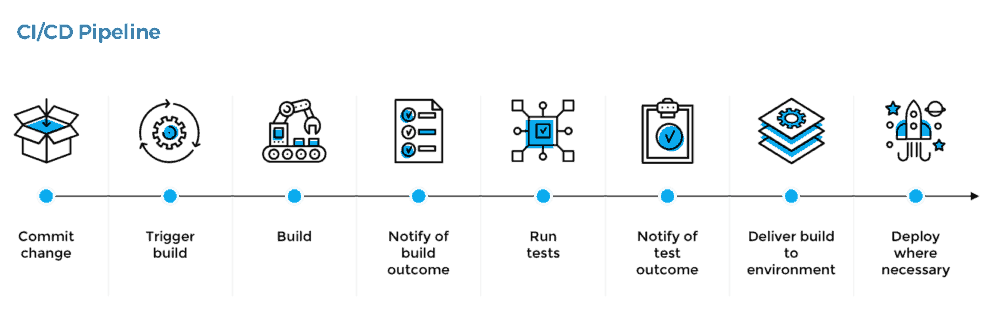 CI/CD Pipeline
Commit
change
Trigger
build
Build
Notify of
build
outcome
Run
tests
Notify of
test
outcome
Deliver build
to
environment
Deploy
where
necessary